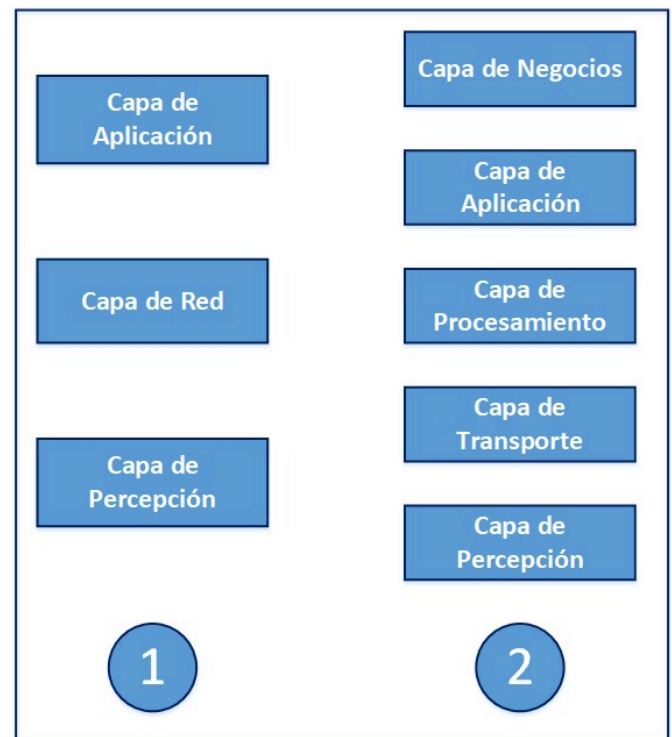 Capa de
Aplicación
Capa de Red
Capa de
Percepción
1
Capa de Negocios
Capa de
Aplicación
Capa de
Procesamiento
Capa de
Transporte
Capa de
Percepción
2